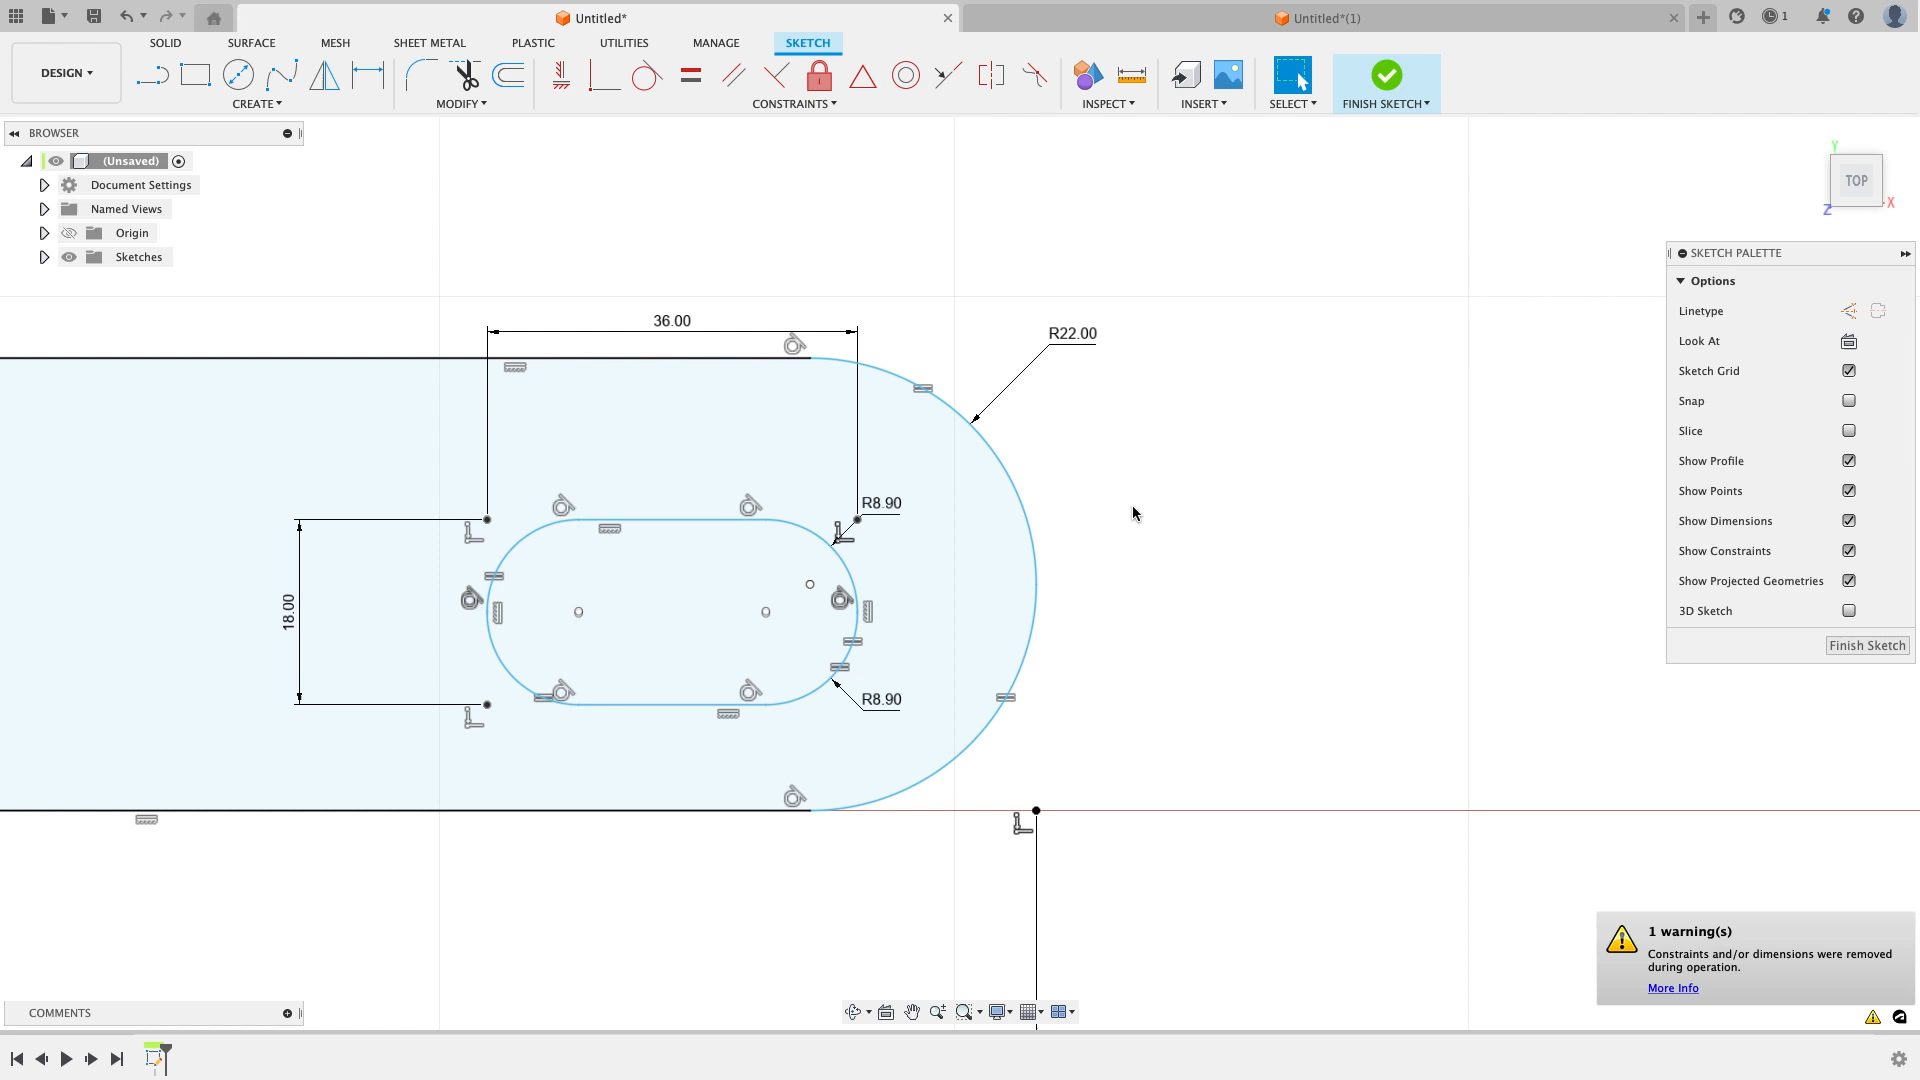 Untitled*
Untitled*(1)
1
SOLID
SURFACE
MESH
SHEET METAL
PLASTIC
UTILITIES
MANAGE
SKETCH
DESIGN
CREATE
MODIFY
CONSTRAINTS
INSPECT
INSERT
SELECT
FINISH SKETCH
BROWSER
(Unsaved)
Document Settings
Named Views
Origin
Sketches
Y
TOP
Z
X
SKETCH PALETTE
Options
Linetype
Look At
Sketch Grid
Snap
Slice
Show Profile
Show Points
Show Dimensions
Show Constraints
Show Projected Geometries
3D Sketch
Finish Sketch
36.00
R22.00
R8.90
18.00
R8.90
1 warning(s)
Constraints and/or dimensions were removed
during operation.
More Info
COMMENTS